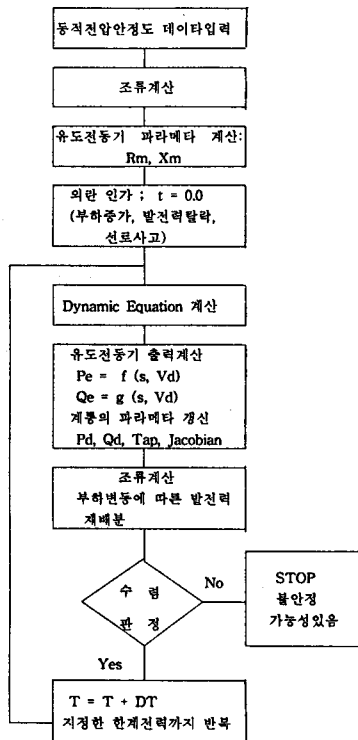 동적전압안정도 데이타입력
조류계산
유도전동기 파라메타 계산:
Rm, Xm
외란 인가 ; t = 0.0
(부하증가, 발전력탈락,
선로사고)
Dynamic Equation 계산
유도전동기 출력계산
Pe = f (s, Vd)
Qe = g (s, Vd)
계통의 파라메타 갱신
Pd, Qd, Tap, Jacobian
조류계산
부하변동에 따른 발전력
재배분
수 렴
판 정
No
STOP
불안정
가능성있음
Yes
T = T + DT
지정한 한계전력까지 반복